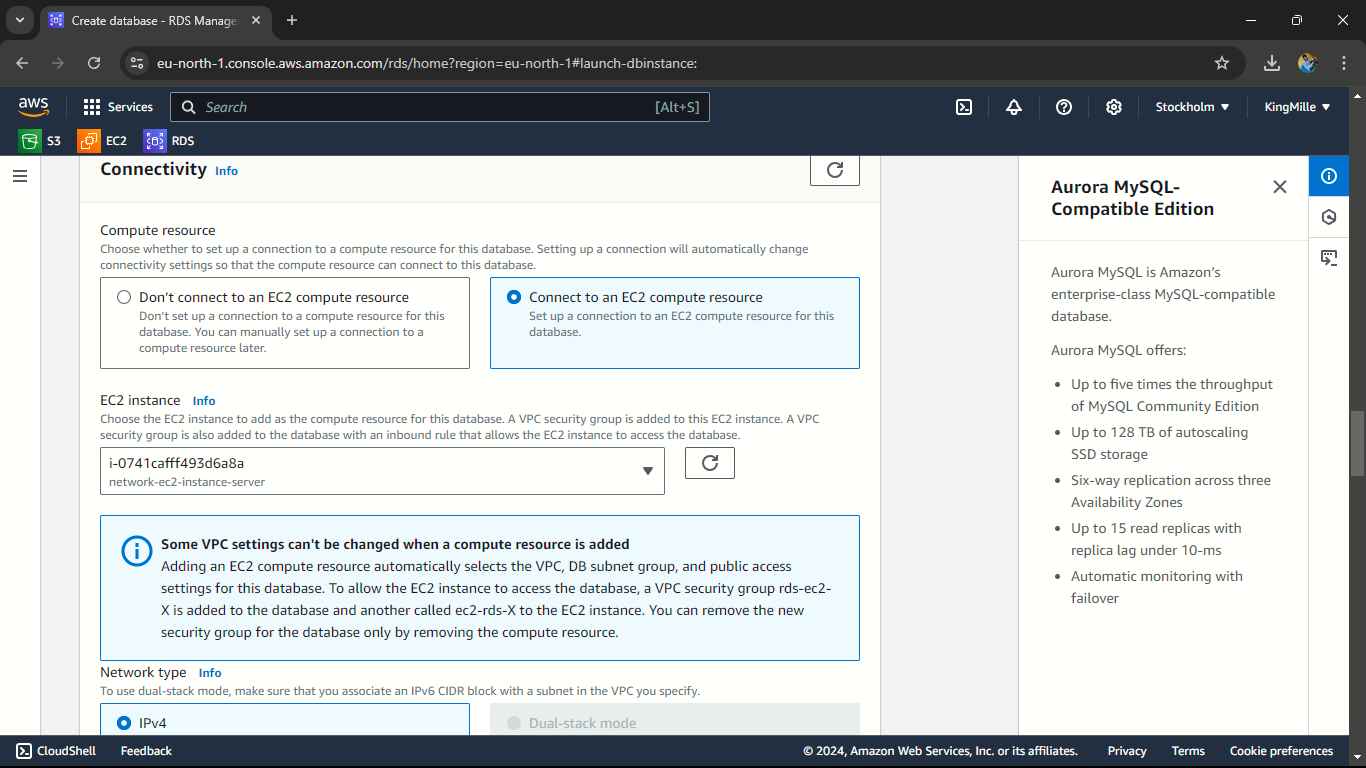 Create database - RDS Manage
eu-north-1.console.aws.amazon.com/rds/home?region=eu-north-1#launch-dbinstance:
aws
Services
Search
[Alt+S]
Stockholm
KingMille
S3
EC2
RDS
Connectivity Info
Compute resource
Choose whether to set up a connection to a compute resource for this database. Setting up a connection will automatically change
connectivity settings so that the compute resource can connect to this database.
Don't connect to an EC2 compute resource
Don't set up a connection to a compute resource for this
database. You can manually set up a connection to a
compute resource later.
Connect to an EC2 compute resource
Set up a connection to an EC2 compute resource for this
database.
EC2 instance Info
Choose the EC2 instance to add as the compute resource for this database. A VPC security group is added to this EC2 instance. A VPC
security group is also added to the database with an inbound rule that allows the EC2 instance to access the database.
i-0741cafff493d6a8a
network-ec2-instance-server
Some VPC settings can't be changed when a compute resource is added
Adding an EC2 compute resource automatically selects the VPC, DB subnet group, and public access
settings for this database. To allow the EC2 instance to access the database, a VPC security group rds-ec2-
X is added to the database and another called ec2-rds-X to the EC2 instance. You can remove the new
security group for the database only by removing the compute resource.
Network type Info
To use dual-stack mode, make sure that you associate an IPv6 CIDR block with a subnet in the VPC you specify.
IPv4
Dual-stack mode
Aurora MySQL-
Compatible Edition
Aurora MySQL is Amazon's
enterprise-class MySQL-compatible
database.
Aurora MySQL offers:
• Up to five times the throughput
of MySQL Community Edition
• Up to 128 TB of autoscaling
SSD storage
• Six-way replication across three
Availability Zones
• Up to 15 read replicas with
replica lag under 10-ms
• Automatic monitoring with
failover
CloudShell
Feedback
© 2024, Amazon Web Services, Inc. or its affiliates.
Privacy
Terms
Cookie preferences